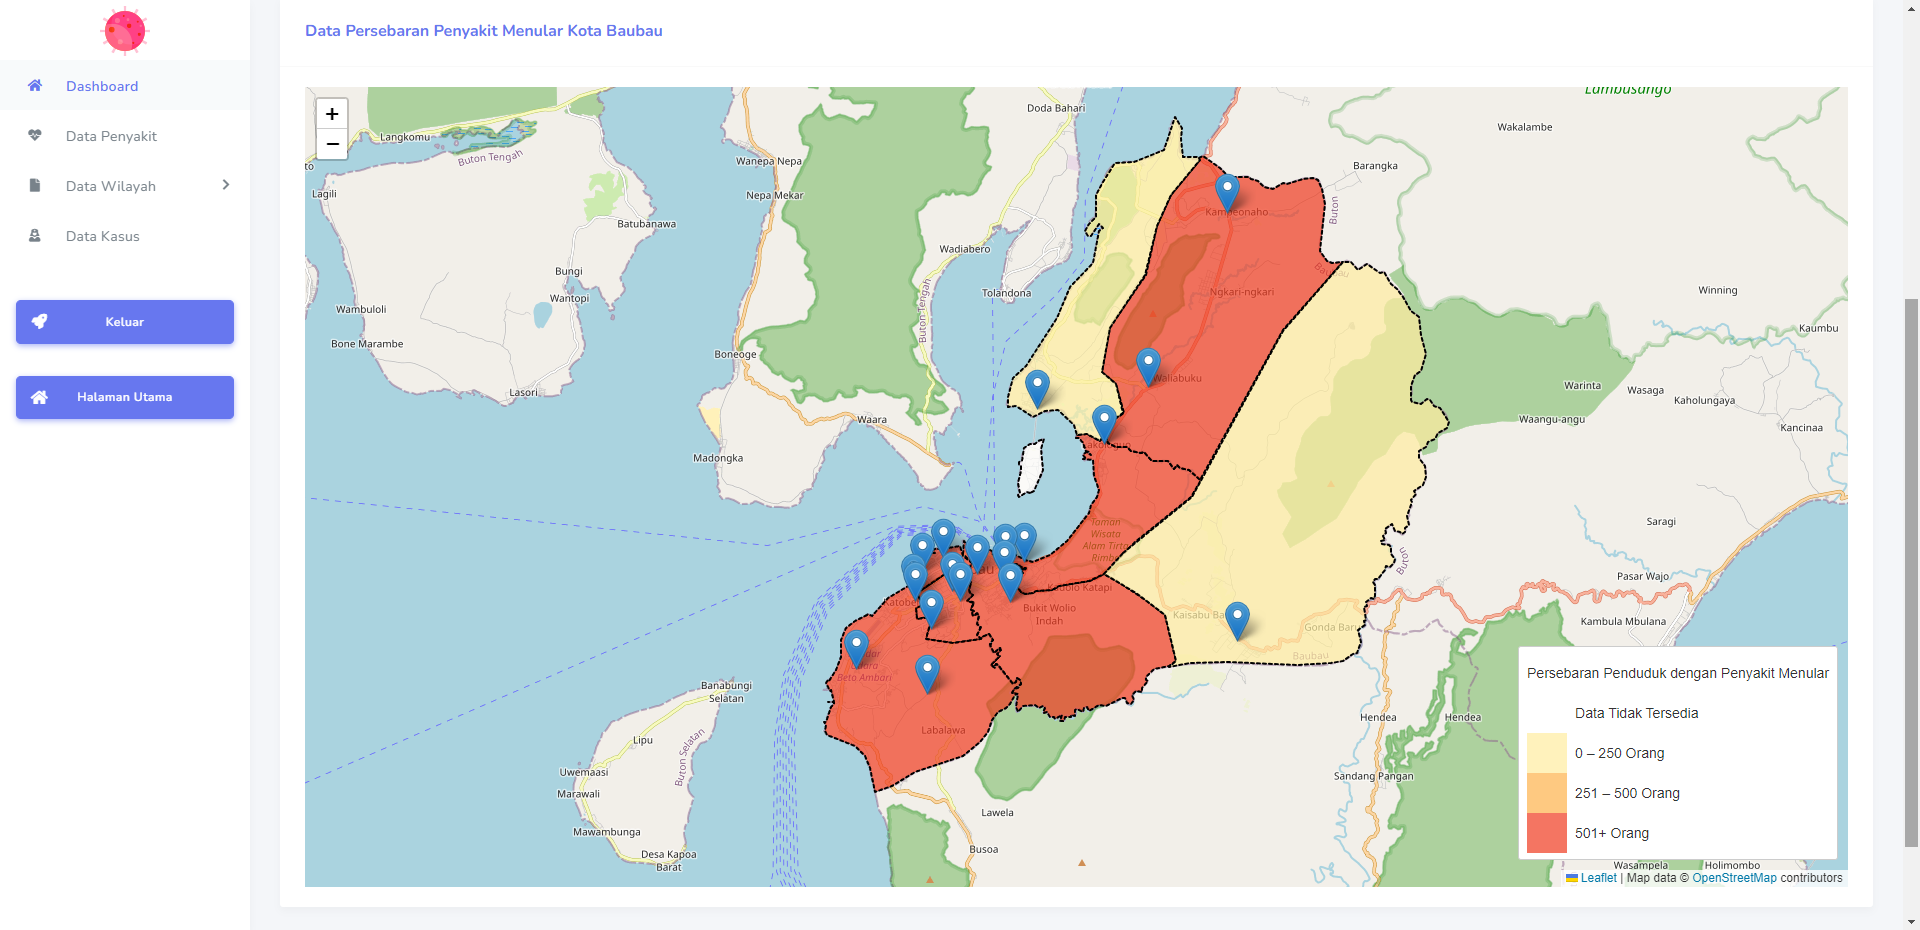 Data Persebaran Penyakit Menular Kota Baubau
Dashboard
Data Penyakit
Data Wilayah
Data Kasus
Keluar
Halaman Utama
+
−
Lambusango
Doda Bahari
Wakalambe
Langkomu
Buton Tengah
Wanepa Nepa
Barangka
Lagili
Nepa Mekar
Buton
Kampeonaho
Batubanawa
Wadiabero
Bungi
Wantopi
Tolandona
Ngkari-ngkari
Winning
Wambuloli
Buton Tengah
Kaumbu
Bone Marambe
Boneoge
Waliabuku
Warinta
Wasaga
Kaholungaya
Lasori
Waara
Waangu-angu
Kancinaa
Madongka
Taman
Wisata
Alam Tirta
Rimba
Saragi
Buton
Pasar Wajo
Kadolo Katapi
Bukit Wolio
Indah
Gonda Baru
Kambula Mbulana
Baubau
Beto Ambari
Banabungi
Selatan
Labalawa
Hendea
Hendea
Lipu
Buton Selatan
Uwemaasi
Marawali
Sandang Pangan
Mawambunga
Lawela
Desa Kapoa
Barat
Busoa
Wasampela
Holimombo
Persebaran Penduduk dengan Penyakit Menular
Data Tidak Tersedia
0 – 250 Orang
251 – 500 Orang
501+ Orang
Leaflet | Map data © OpenStreetMap contributors